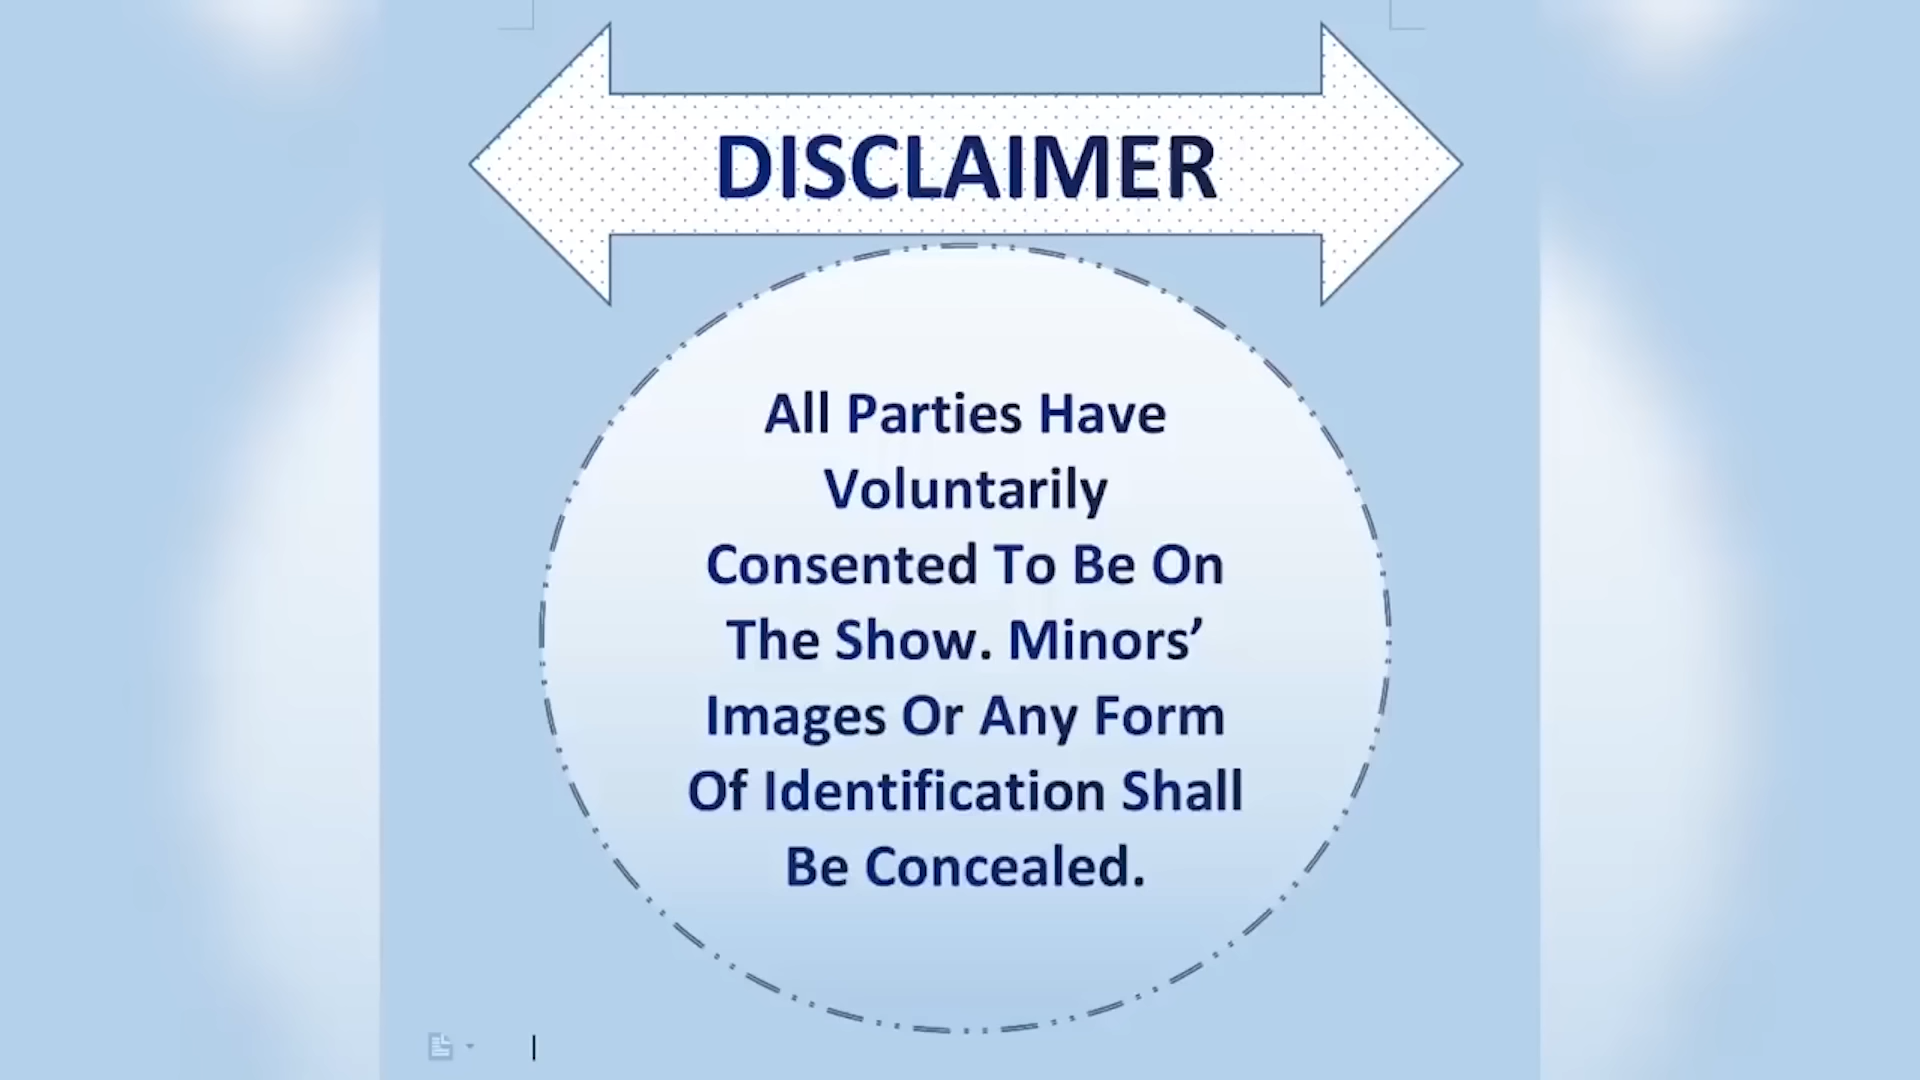 DISCLAIMER
All Parties Have
Voluntarily
Consented To Be On
The Show. Minors’
Images Or Any Form
Of Identification Shall
Be Concealed.